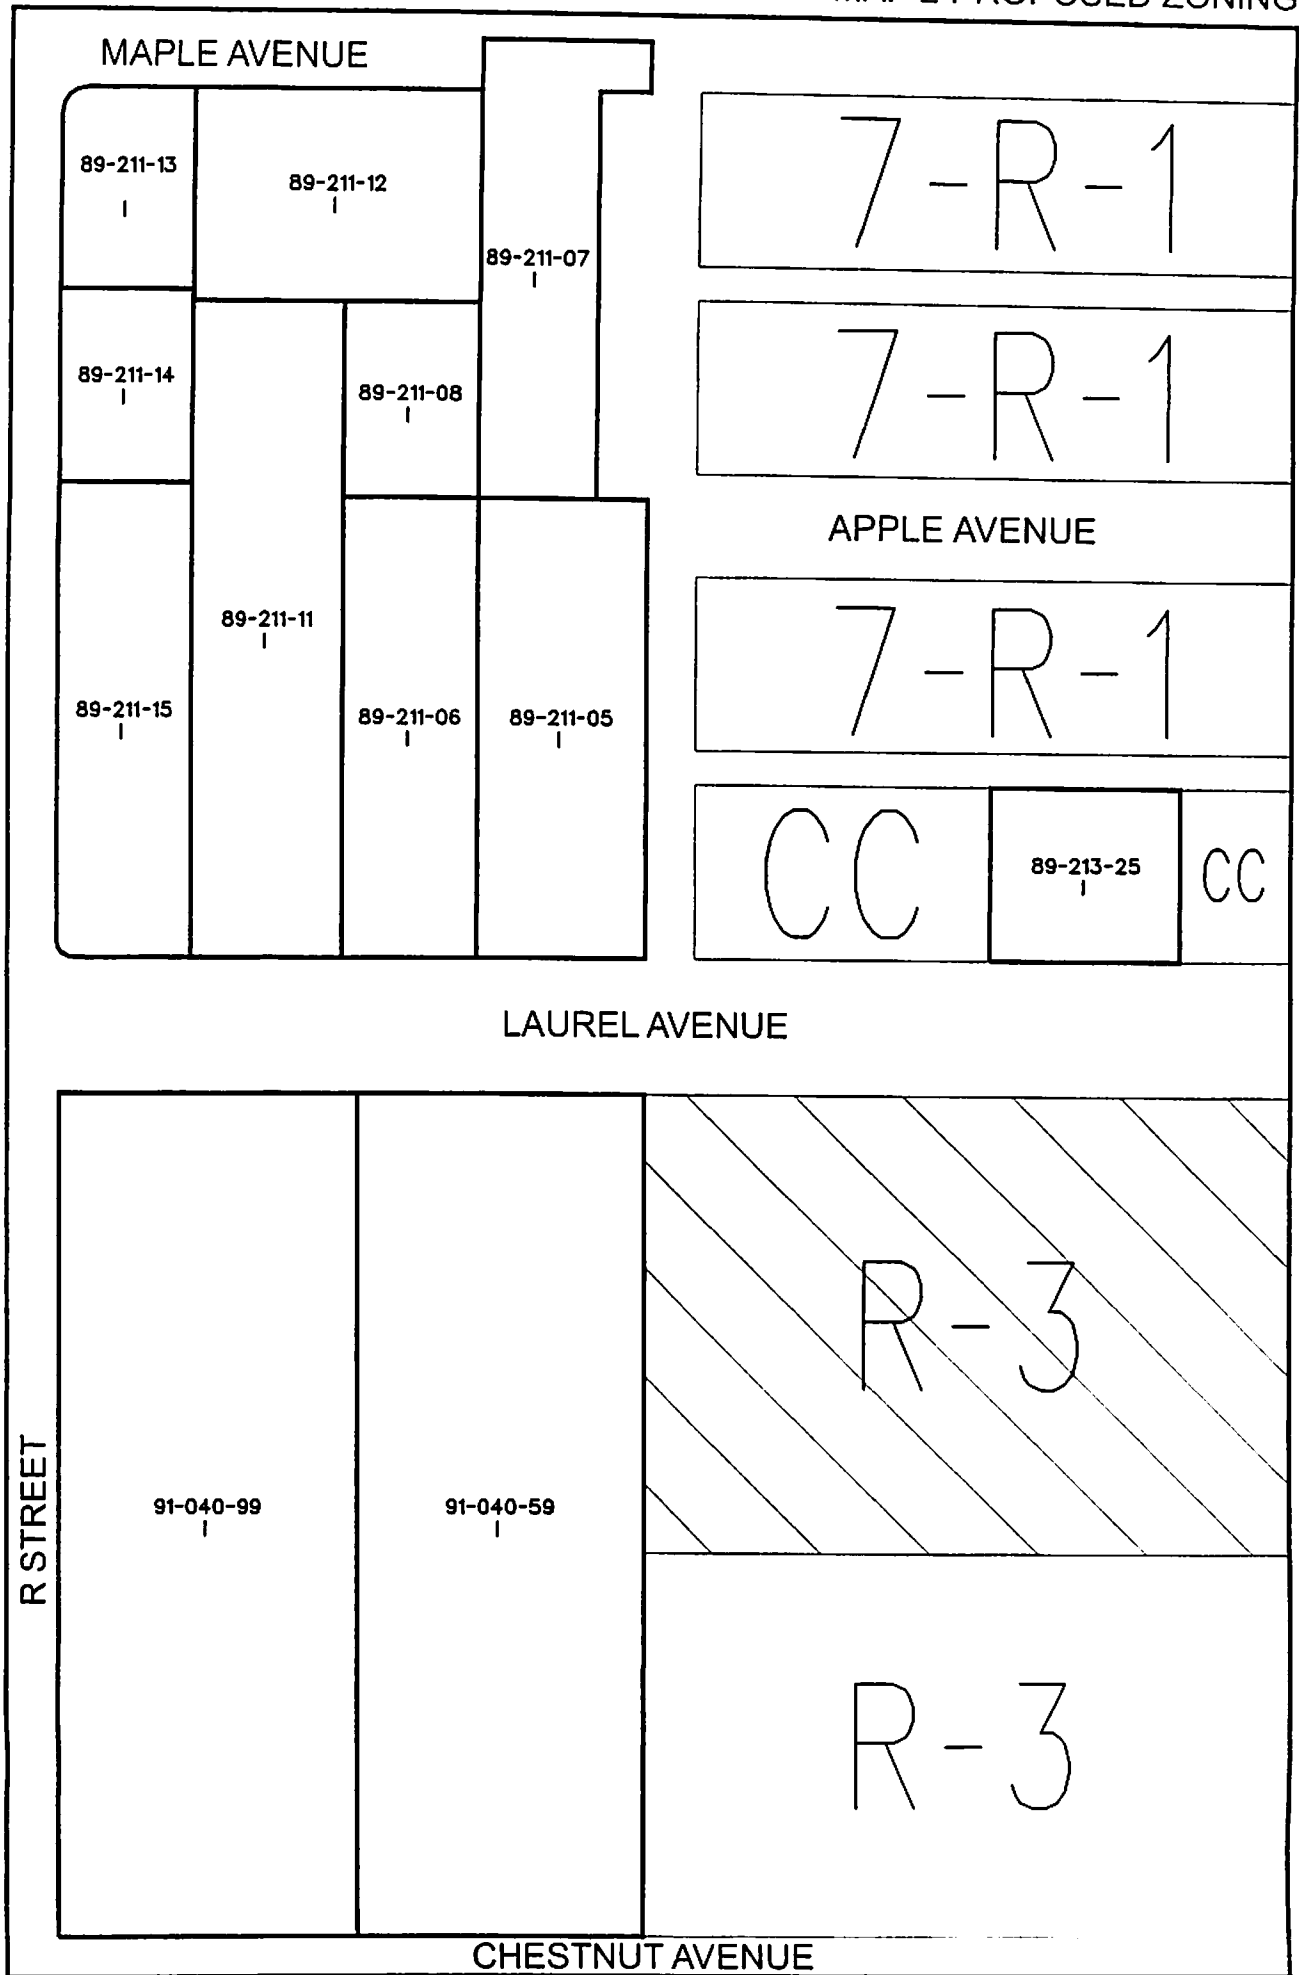 PROPOSED ZONING
MAPLE AVENUE
89-211-13
89-211-12
89-211-07
7-R-1
89-211-14
89-211-08
7-R-1
APPLE AVENUE
89-211-11
89-211-15
89-211-06
89-211-05
7-R-1
CC
89-213-25
CC
LAUREL AVENUE
R-3
R STREET
91-040-99
91-040-59
R-3
CHESTNUT AVENUE